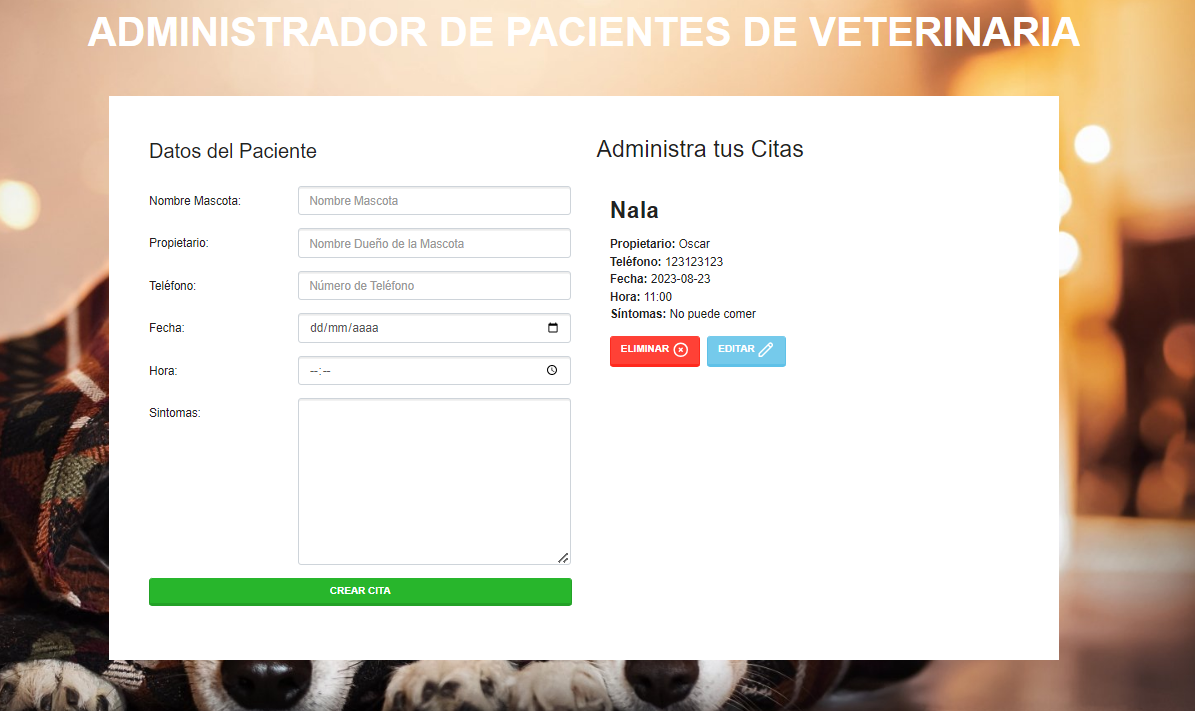 ADMINISTRADOR DE PACIENTES DE VETERINARIA
Datos del Paciente
Nombre Mascota:
Nombre Mascota
Propietario:
Nombre Dueño de la Mascota
Teléfono:
Número de Teléfono
Fecha:
dd/mm/aaaa
Hora:
--:--
Sintomas:
CREAR CITA
Administra tus Citas
Nala
Propietario: Oscar
Teléfono: 123123123
Fecha: 2023-08-23
Hora: 11:00
Síntomas: No puede comer
ELIMINAR
EDITAR